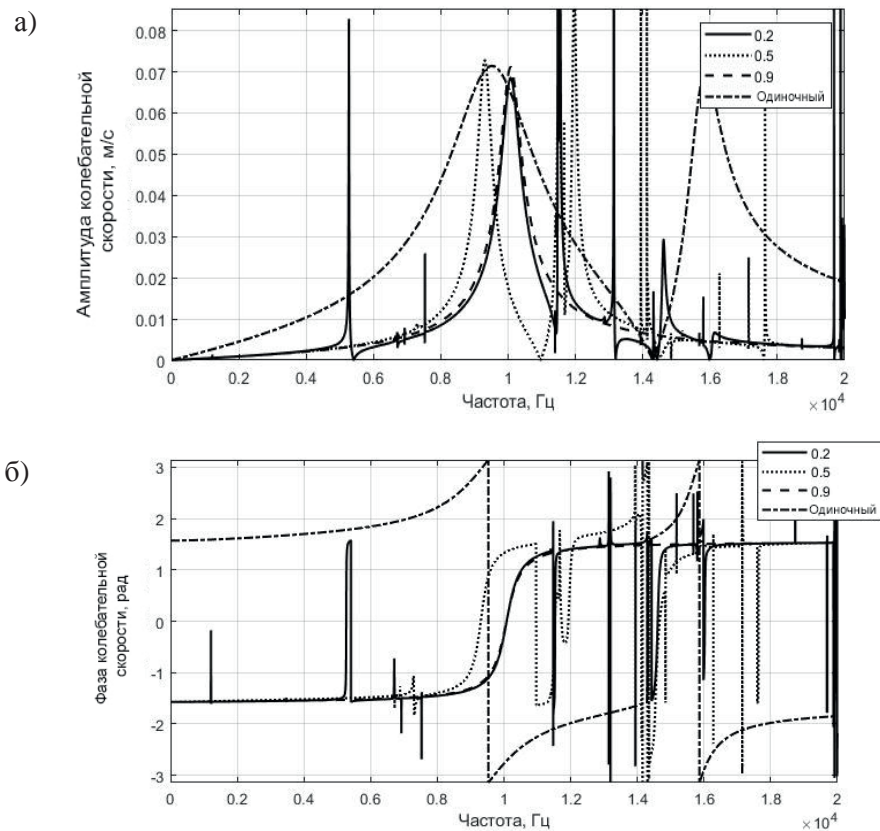 а)
Амплитуда колебательной
скорости, м/с
0.08
0.07
0.06
0.05
0.04
0.03
0.02
0.01
0
0 0.2 0.4 0.6 0.8 1 1.2 1.4 1.6 1.8 2
Частота, Гц
×10⁴
0.2
0.5
0.9
Одиночный
б)
Фаза колебательной
скорости, рад
3
2
1
0
-1
-2
-3
0 0.2 0.4 0.6 0.8 1 1.2 1.4 1.6 1.8 2
Частота, Гц
×10⁴
0.2
0.5
0.9
Одиночный